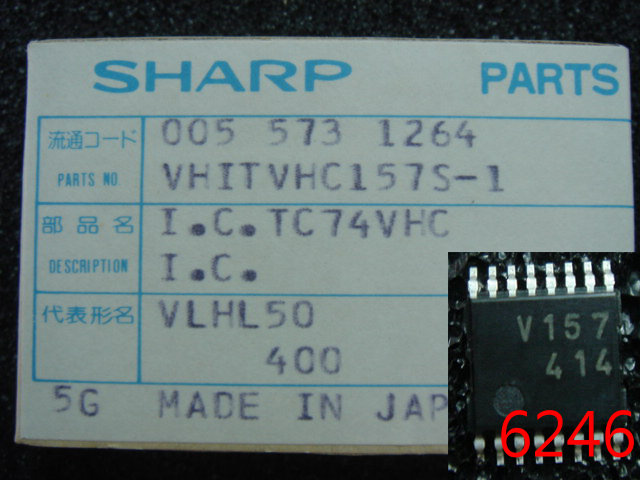 SHARP PARTS
流通コード 005 573 1264
PARTS NO. VHITVHC157S-1
部品名 I.C.TC74VHC
DESCRIPTION I.C.
代表形名 VLHL50
400
5G MADE IN JAP
V157
414
6246